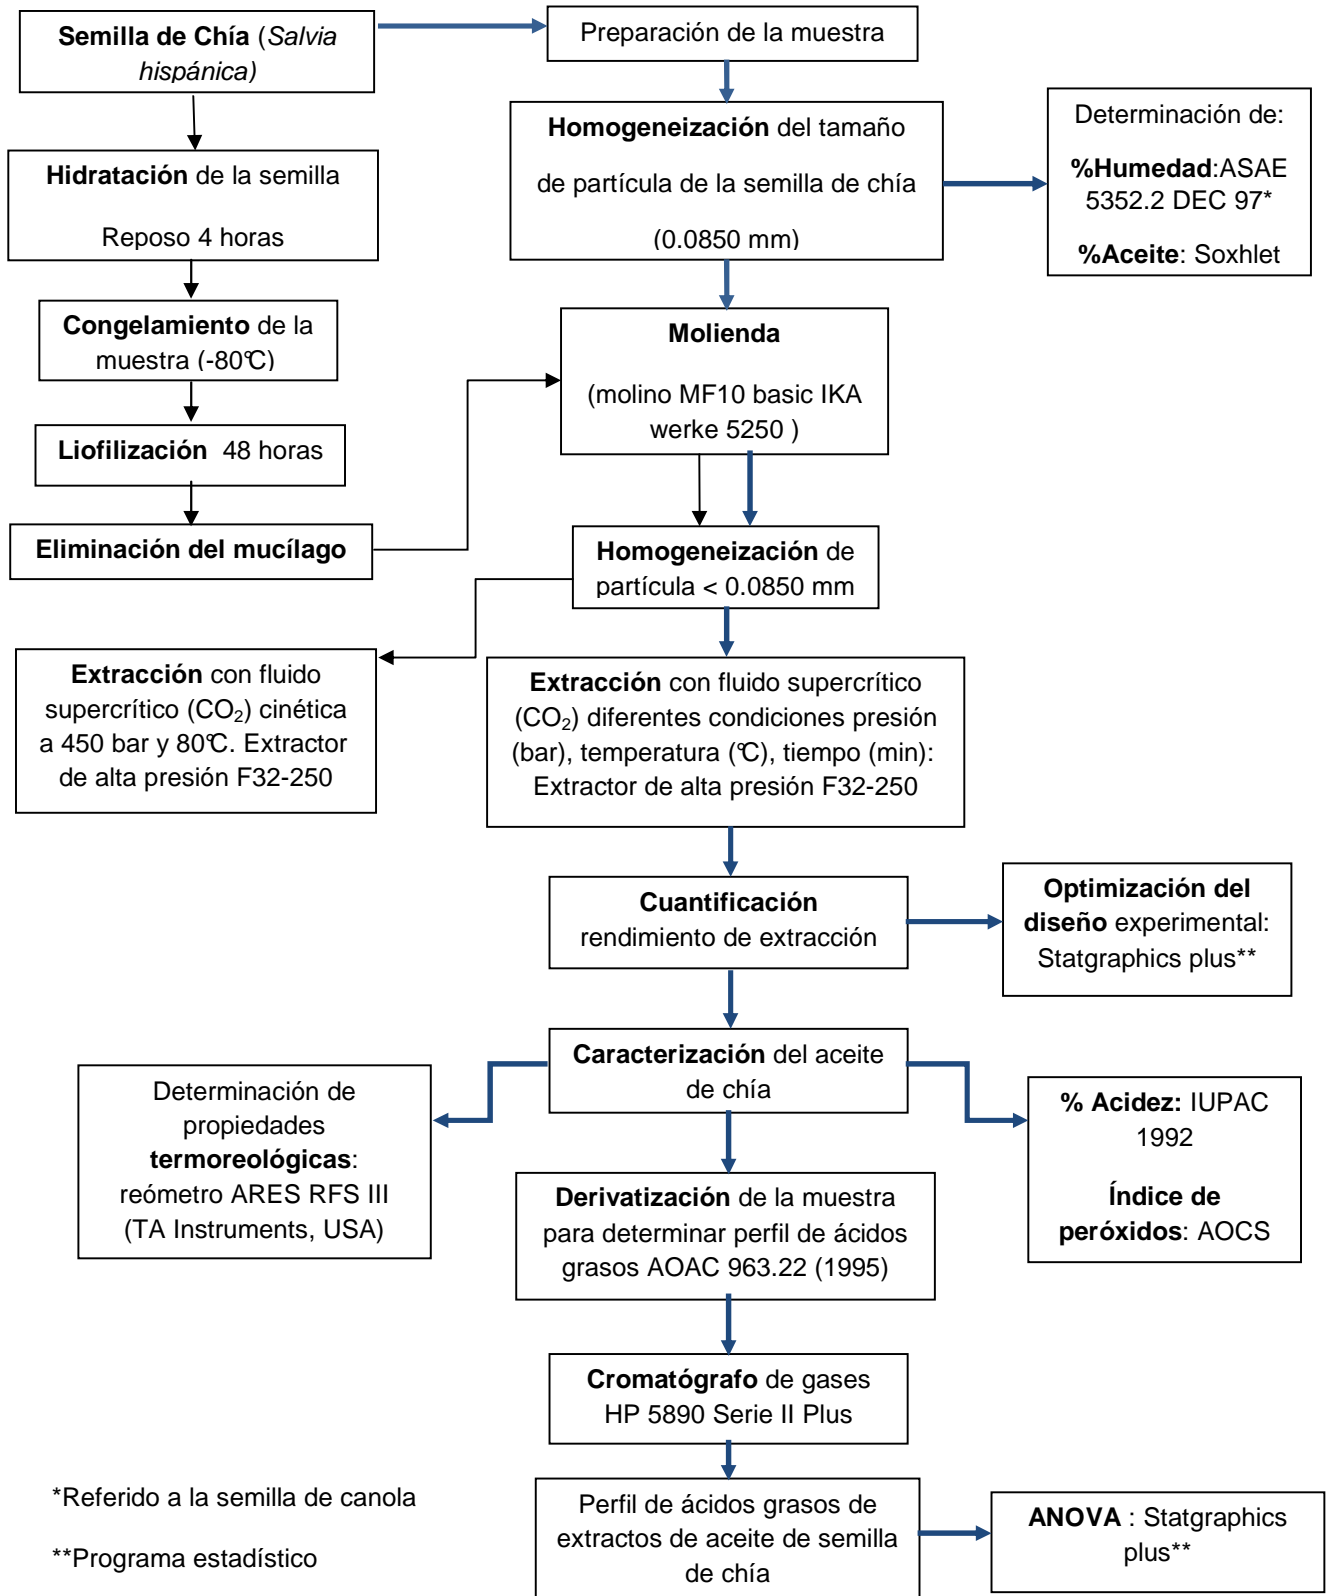 Semilla de Chía (Salvia
hispánica)
Preparación de la muestra
Homogeneización del tamaño
de partícula de la semilla de chía
(0.0850 mm)
Determinación de:
%Humedad:ASAE
5352.2 DEC 97*
%Aceite: Soxhlet
Hidratación de la semilla
Reposo 4 horas
Congelamiento de la
muestra (-80°C)
Liofilización 48 horas
Eliminación del mucílago
Molienda
(molino MF10 basic IKA
werke 5250 )
Homogeneización de
partícula < 0.0850 mm
Extracción con fluido
supercrítico (CO₂) cinética
a 450 bar y 80°C. Extractor
de alta presión F32-250
Extracción con fluido supercrítico
(CO₂) diferentes condiciones presión
(bar), temperatura (°C), tiempo (min):
Extractor de alta presión F32-250
Cuantificación
rendimiento de extracción
Optimización del
diseño experimental:
Statgraphics plus**
Caracterización del aceite
de chía
Determinación de
propiedades
termoreológicas:
reómetro ARES RFS III
(TA Instruments, USA)
% Acidez: IUPAC
1992
Índice de
peróxidos: AOCS
Derivatización de la muestra
para determinar perfil de ácidos
grasos AOAC 963.22 (1995)
Cromatógrafo de gases
HP 5890 Serie II Plus
Perfil de ácidos grasos de
extractos de aceite de semilla
de chía
ANOVA : Statgraphics
plus**
*Referido a la semilla de canola
**Programa estadístico